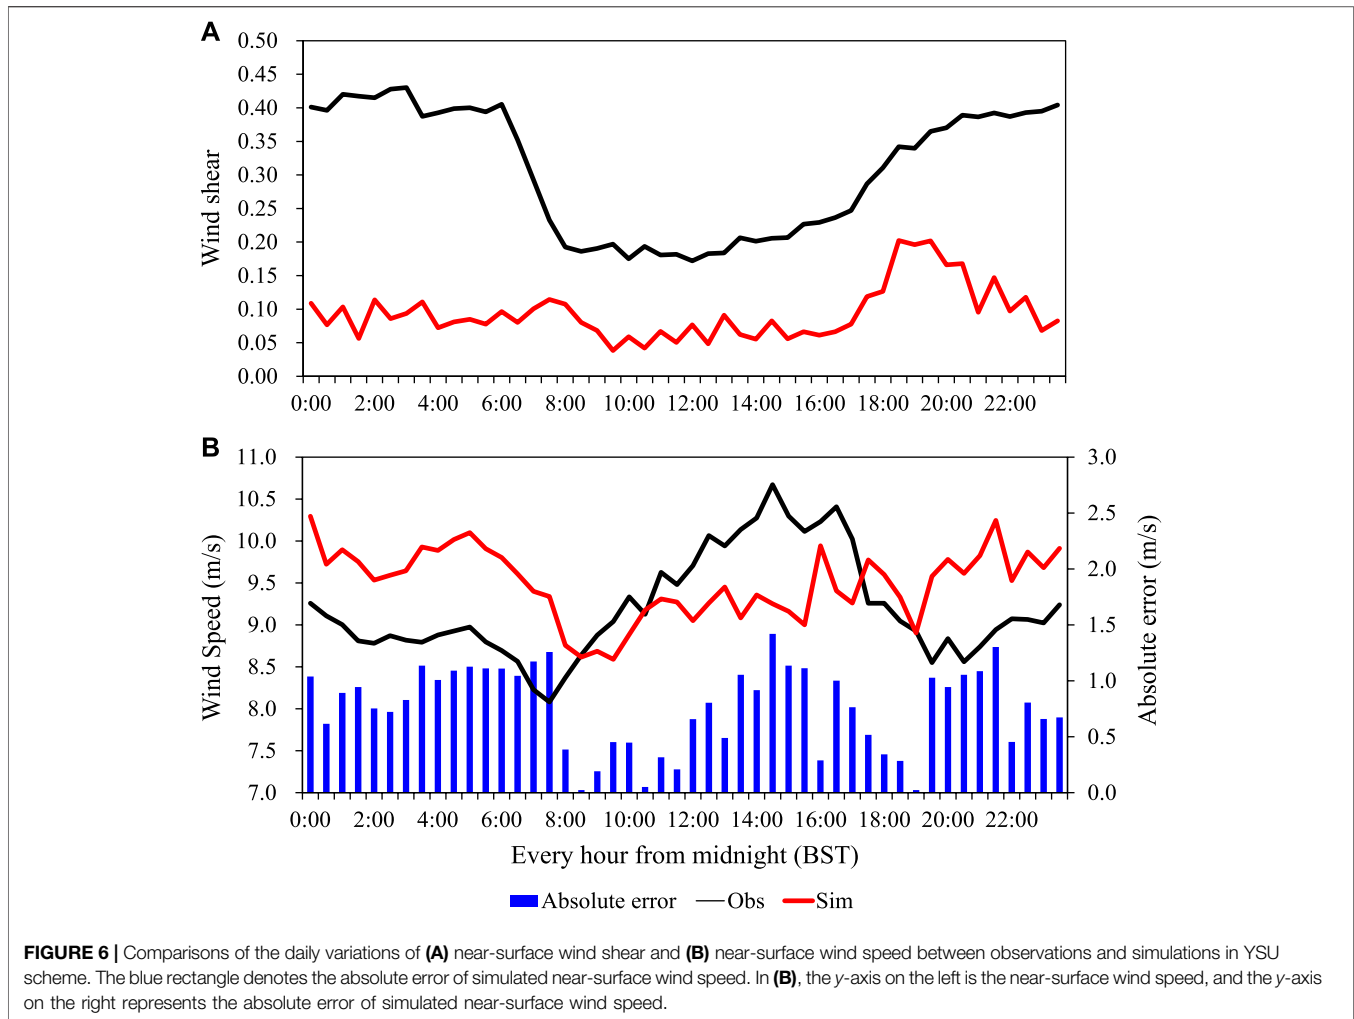 A
0.50
0.45
0.40
0.35
0.30
0.25
0.20
0.15
0.10
0.05
0.00
Wind shear
0:00 2:00 4:00 6:00 8:00 10:00 12:00 14:00 16:00 18:00 20:00 22:00
B
11.0
10.5
10.0
9.5
9.0
8.5
8.0
7.5
7.0
Wind Speed (m/s)
3.0
2.5
2.0
1.5
1.0
0.5
0.0
Absolute error (m/s)
0:00 2:00 4:00 6:00 8:00 10:00 12:00 14:00 16:00 18:00 20:00 22:00
Every hour from midnight (BST)
Absolute error Obs Sim
FIGURE 6 | Comparisons of the daily variations of (A) near-surface wind shear and (B) near-surface wind speed between observations and simulations in YSU
scheme. The blue rectangle denotes the absolute error of simulated near-surface wind speed. In (B), the y-axis on the left is the near-surface wind speed, and the y-axis
on the right represents the absolute error of simulated near-surface wind speed.